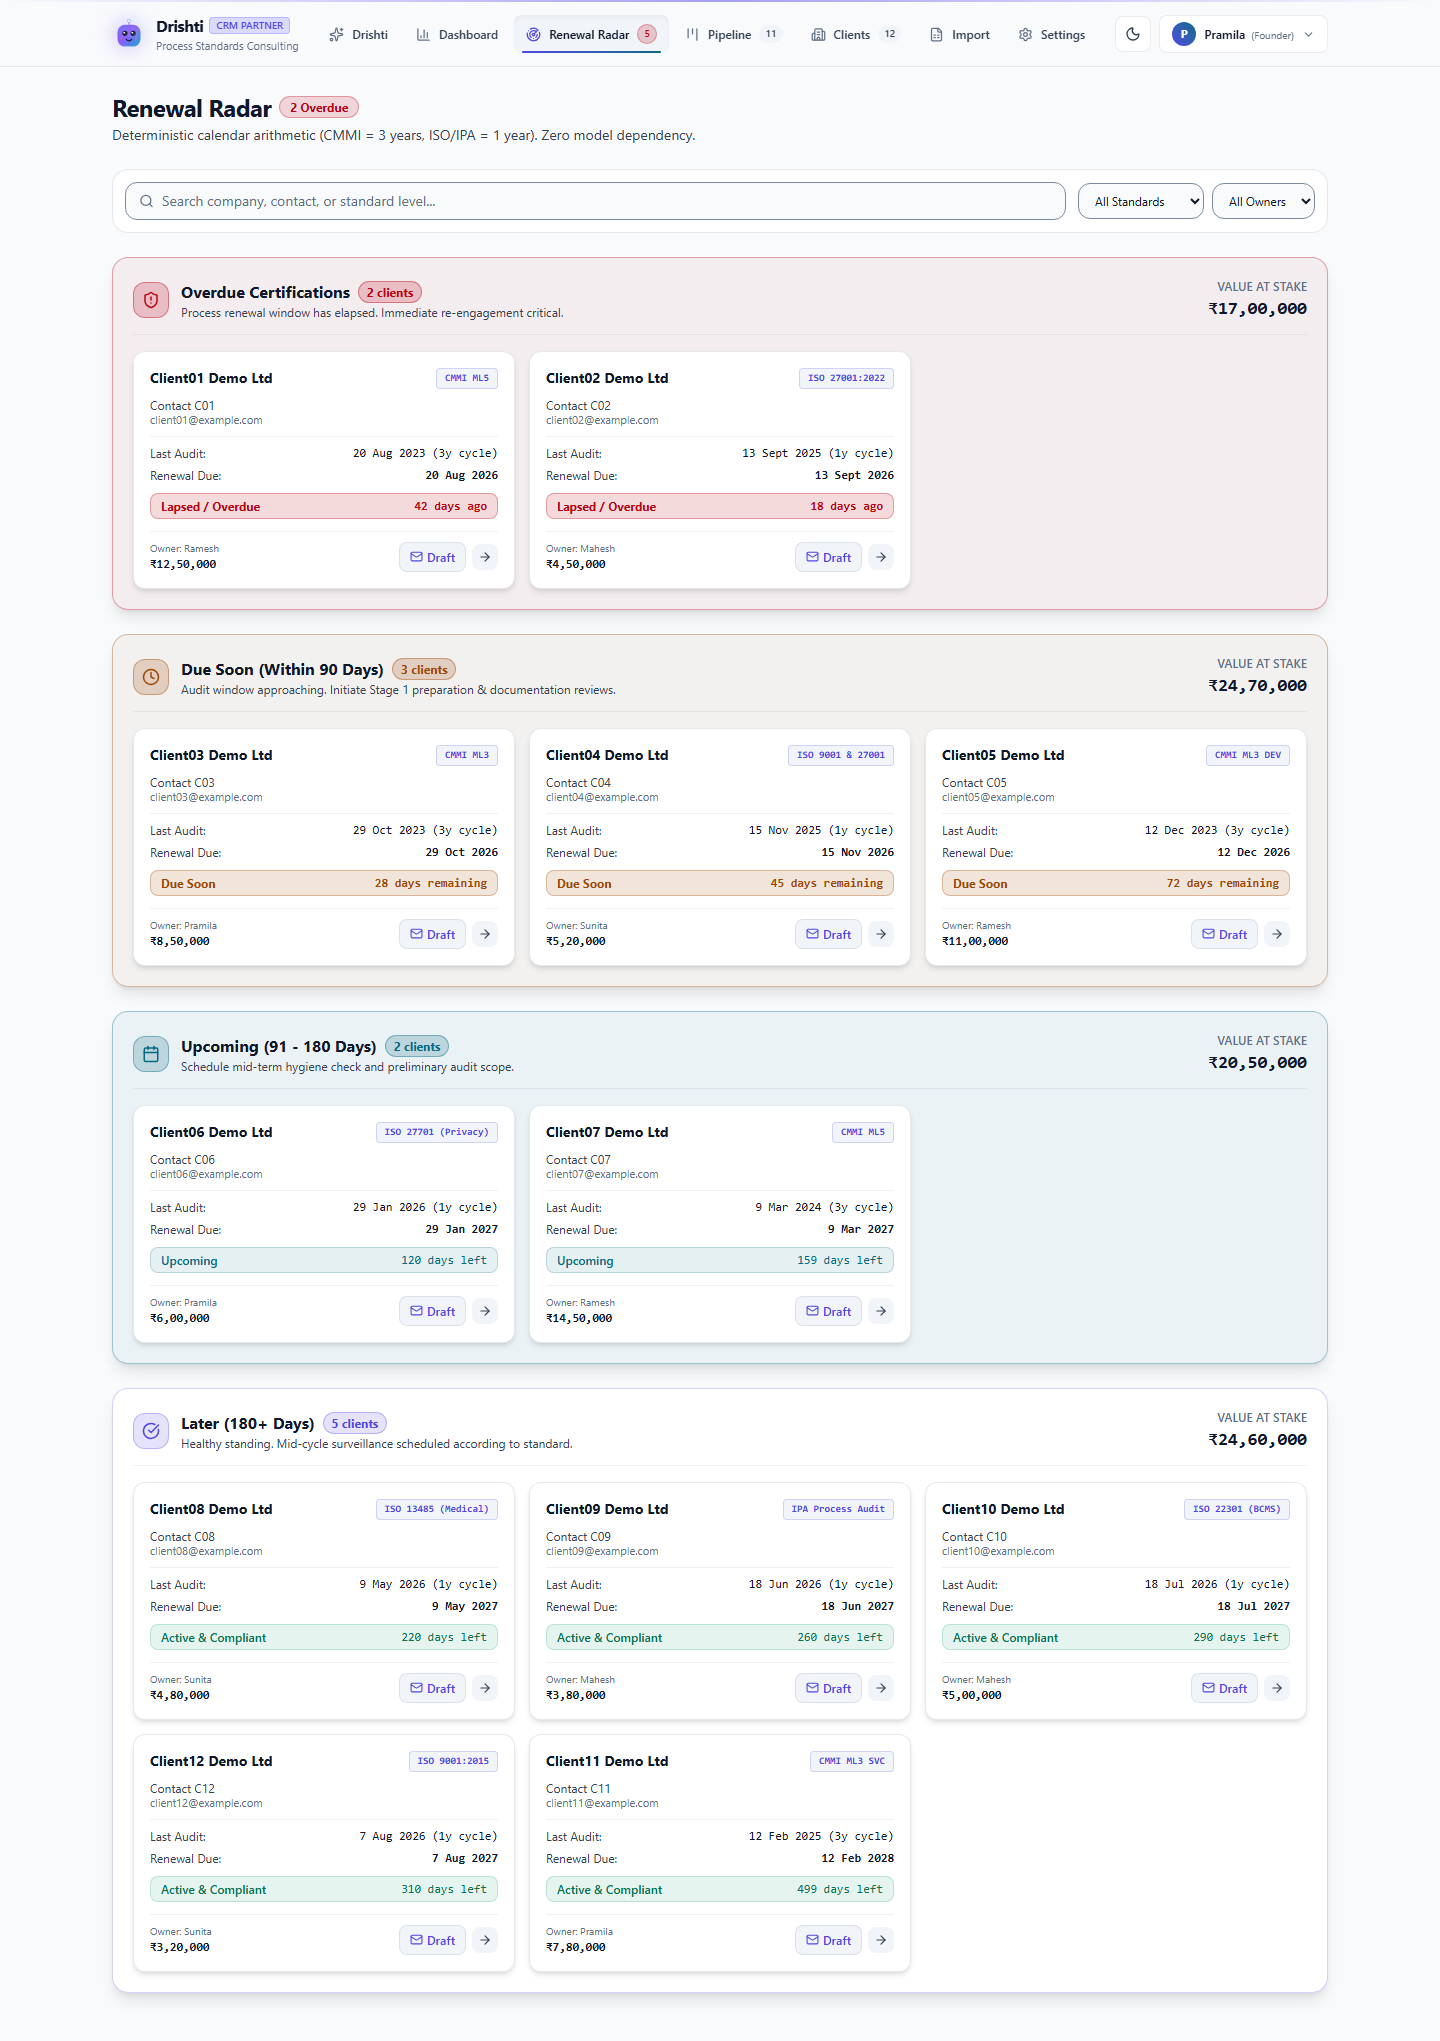 Drishti CRM PARTNER
Process Standards Consulting
Drishti
Dashboard
Renewal Radar 5
Pipeline 11
Clients 12
Import
Settings
P Pramila (Founder)
Renewal Radar 2 Overdue
Deterministic calendar arithmetic (CMMI = 3 years, ISO/IPA = 1 year). Zero model dependency.
Search company, contact, or standard level...
All Standards
All Owners
Overdue Certifications 2 clients
Process renewal window has elapsed. Immediate re-engagement critical.
VALUE AT STAKE
₹17,00,000
Client01 Demo Ltd CMMI ML5
Contact C01
client01@example.com
Last Audit: 20 Aug 2023 (3y cycle)
Renewal Due: 20 Aug 2026
Lapsed / Overdue 42 days ago
Owner: Ramesh
₹12,50,000
Draft
Client02 Demo Ltd ISO 27001:2022
Contact C02
client02@example.com
Last Audit: 13 Sept 2025 (1y cycle)
Renewal Due: 13 Sept 2026
Lapsed / Overdue 18 days ago
Owner: Mahesh
₹4,50,000
Draft
Due Soon (Within 90 Days) 3 clients
Audit window approaching. Initiate Stage 1 preparation & documentation reviews.
VALUE AT STAKE
₹24,70,000
Client03 Demo Ltd CMMI ML3
Contact C03
client03@example.com
Last Audit: 29 Oct 2023 (3y cycle)
Renewal Due: 29 Oct 2026
Due Soon 28 days remaining
Owner: Pramila
₹8,50,000
Draft
Client04 Demo Ltd ISO 9001 & 27001
Contact C04
client04@example.com
Last Audit: 15 Nov 2025 (1y cycle)
Renewal Due: 15 Nov 2026
Due Soon 45 days remaining
Owner: Sunita
₹5,20,000
Draft
Client05 Demo Ltd CMMI ML3 DEV
Contact C05
client05@example.com
Last Audit: 12 Dec 2023 (3y cycle)
Renewal Due: 12 Dec 2026
Due Soon 72 days remaining
Owner: Ramesh
₹11,00,000
Draft
Upcoming (91 - 180 Days) 2 clients
Schedule mid-term hygiene check and preliminary audit scope.
VALUE AT STAKE
₹20,50,000
Client06 Demo Ltd ISO 27701 (Privacy)
Contact C06
client06@example.com
Last Audit: 29 Jan 2026 (1y cycle)
Renewal Due: 29 Jan 2027
Upcoming 120 days left
Owner: Pramila
₹6,00,000
Draft
Client07 Demo Ltd CMMI ML5
Contact C07
client07@example.com
Last Audit: 9 Mar 2024 (3y cycle)
Renewal Due: 9 Mar 2027
Upcoming 159 days left
Owner: Ramesh
₹14,50,000
Draft
Later (180+ Days) 5 clients
Healthy standing. Mid-cycle surveillance scheduled according to standard.
VALUE AT STAKE
₹24,60,000
Client08 Demo Ltd ISO 13485 (Medical)
Contact C08
client08@example.com
Last Audit: 9 May 2026 (1y cycle)
Renewal Due: 9 May 2027
Active & Compliant 220 days left
Owner: Sunita
₹4,80,000
Draft
Client09 Demo Ltd IPA Process Audit
Contact C09
client09@example.com
Last Audit: 18 Jun 2026 (1y cycle)
Renewal Due: 18 Jun 2027
Active & Compliant 260 days left
Owner: Mahesh
₹3,80,000
Draft
Client10 Demo Ltd ISO 22301 (BCMS)
Contact C10
client10@example.com
Last Audit: 18 Jul 2026 (1y cycle)
Renewal Due: 18 Jul 2027
Active & Compliant 290 days left
Owner: Mahesh
₹5,00,000
Draft
Client12 Demo Ltd ISO 9001:2015
Contact C12
client12@example.com
Last Audit: 7 Aug 2026 (1y cycle)
Renewal Due: 7 Aug 2027
Active & Compliant 310 days left
Owner: Sunita
₹3,20,000
Draft
Client11 Demo Ltd CMMI ML3 SVC
Contact C11
client11@example.com
Last Audit: 12 Feb 2025 (3y cycle)
Renewal Due: 12 Feb 2028
Active & Compliant 499 days left
Owner: Pramila
₹7,80,000
Draft